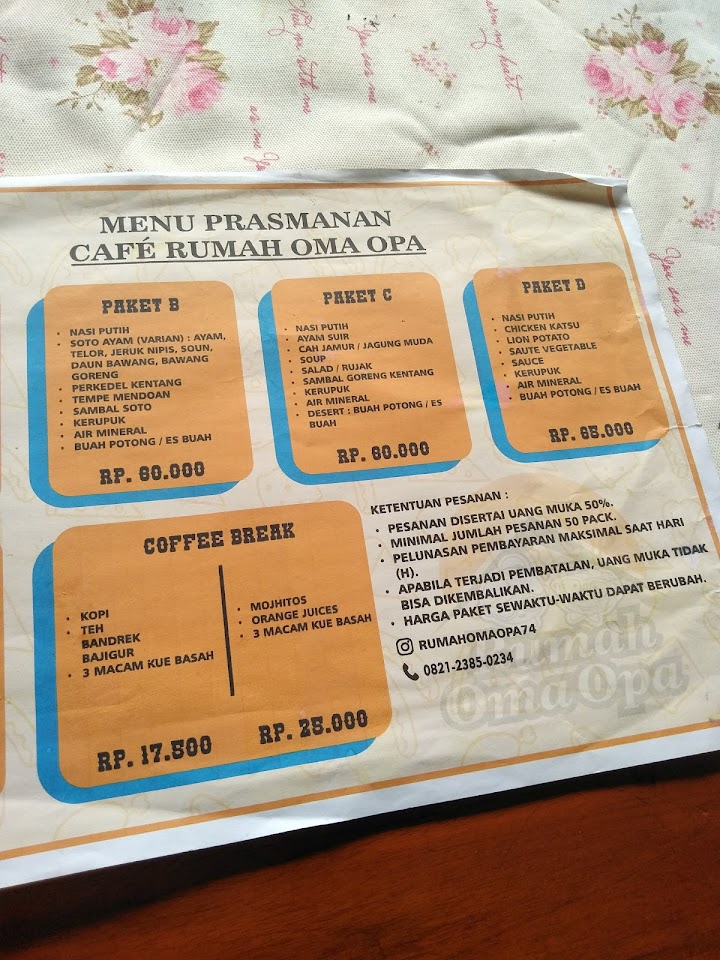 MENU PRASMANAN
CAFÉ RUMAH OMA OPA
PAKET B
• NASI PUTIH
• SOTO AYAM (VARIAN) : AYAM,
TELOR, JERUK NIPIS, SOUN,
DAUN BAWANG, BAWANG
GORENG
• PERKEDEL KENTANG
• TEMPE MENDOAN
• SAMBAL SOTO
• KERUPUK
• AIR MINERAL
• BUAH POTONG / ES BUAH
RP. 60.000
PAKET C
• NASI PUTIH
• AYAM SUIR
• CAH JAMUR / JAGUNG MUDA
• SOUP
• SALAD / RUJAK
• SAMBAL GORENG KENTANG
• KERUPUK
• AIR MINERAL
• DESERT : BUAH POTONG / ES
BUAH
RP. 60.000
PAKET D
• NASI PUTIH
• CHICKEN KATSU
• LION POTATO
• SAUTE VEGETABLE
• SAUCE
• KERUPUK
• AIR MINERAL
• BUAH POTONG / ES BUAH
RP. 65.000
COFFEE BREAK
• KOPI
• TEH
BANDREK
BAJIGUR
• 3 MACAM KUE BASAH
RP. 17.500
• MOJHITOS
• ORANGE JUICES
• 3 MACAM KUE BASAH
RP. 25.000
KETENTUAN PESANAN :
• PESANAN DISERTAI UANG MUKA 50%.
• MINIMAL JUMLAH PESANAN 50 PACK.
• PELUNASAN PEMBAYARAN MAKSIMAL SAAT HARI
(H).
• APABILA TERJADI PEMBATALAN, UANG MUKA TIDAK
BISA DIKEMBALIKAN.
• HARGA PAKET SEWAKTU-WAKTU DAPAT BERUBAH.
RUMAHOMAOPA74
0821-2385-0234
Rumah
Oma Opa